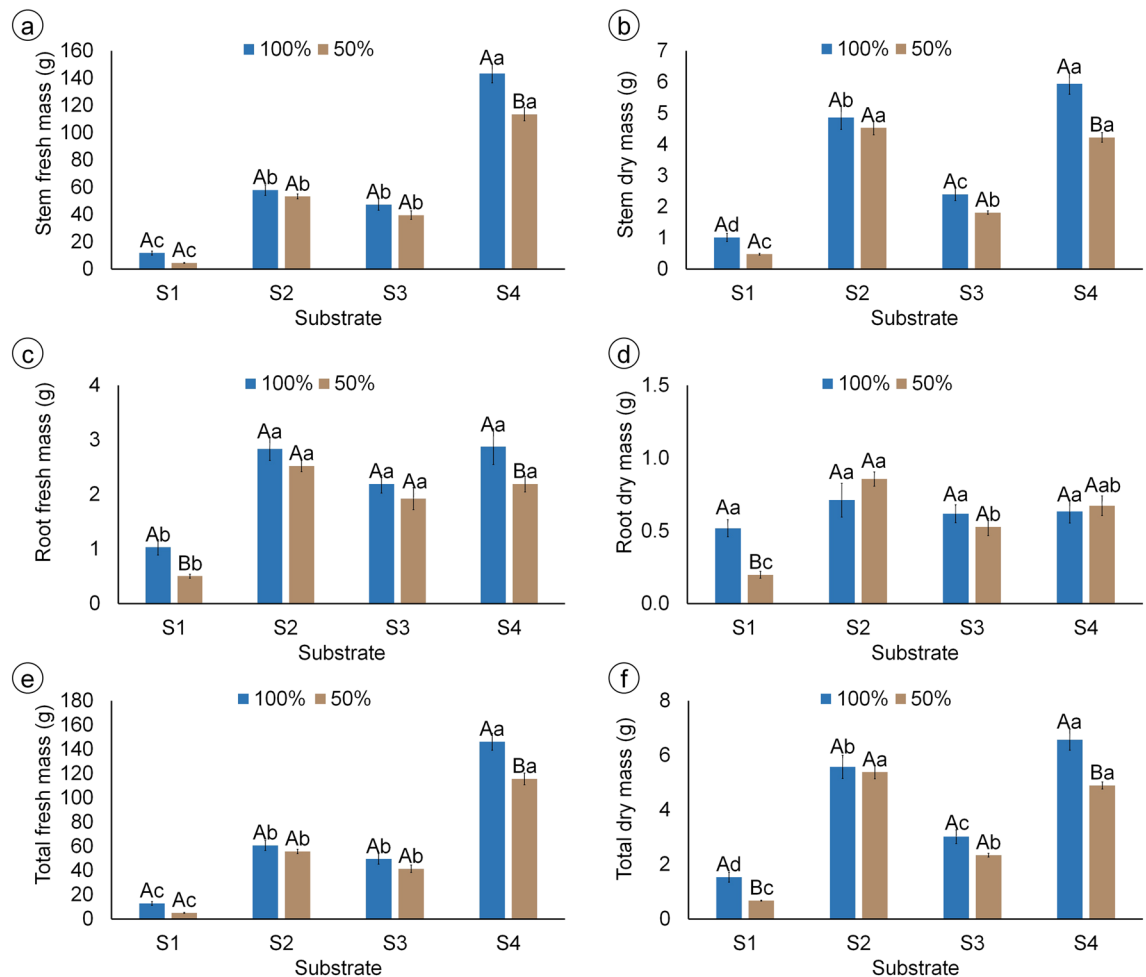 a
100% 50%
Stem fresh mass (g)
160
140
120
100
80
60
40
20
0
Ac Ac Ab Ab Ab Ab Aa Ba
S1 S2 S3 S4
Substrate
b
100% 50%
Stem dry mass (g)
7
6
5
4
3
2
1
0
Ad Ac Ab Aa Ac Ab Aa Ba
S1 S2 S3 S4
Substrate
c
100% 50%
Root fresh mass (g)
4
3
2
1
0
Ab Bb Aa Aa Aa Aa Aa Ba
S1 S2 S3 S4
Substrate
d
100% 50%
Root dry mass (g)
1.5
1.0
0.5
0.0
Aa Bc Aa Aa Aa Ab Aa Aab
S1 S2 S3 S4
Substrate
e
100% 50%
Total fresh mass (g)
180
160
140
120
100
80
60
40
20
0
Ac Ac Ab Ab Ab Ab Aa Ba
S1 S2 S3 S4
Substrate
f
100% 50%
Total dry mass (g)
8
6
4
2
0
Ad Bc Ab Aa Ac Ab Aa Ba
S1 S2 S3 S4
Substrate